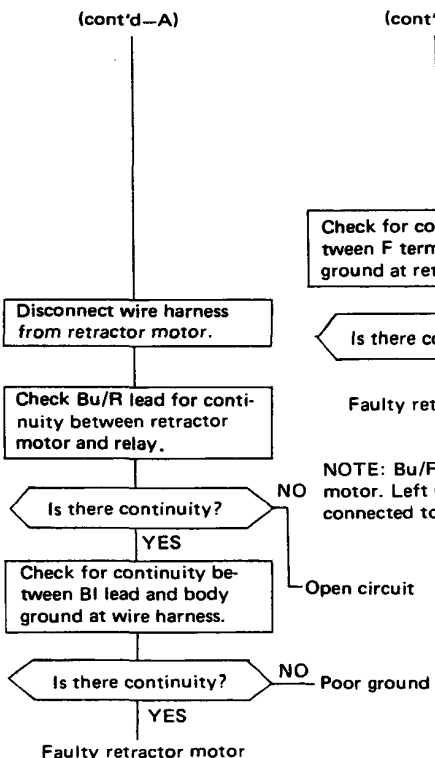 (cont'd—A)
Disconnect wire harness
from retractor motor.
Check Bu/R lead for conti-
nuity between retractor
motor and relay.
Is there continuity?
NO
YES
Open circuit
Check for continuity be-
tween Bl lead and body
ground at wire harness.
Is there continuity?
NO
Poor ground
YES
Faulty retractor motor
(cont'
Check for co
tween F term
ground at ret
Is there co
Faulty ret
NOTE: Bu/R
motor. Left
connected to